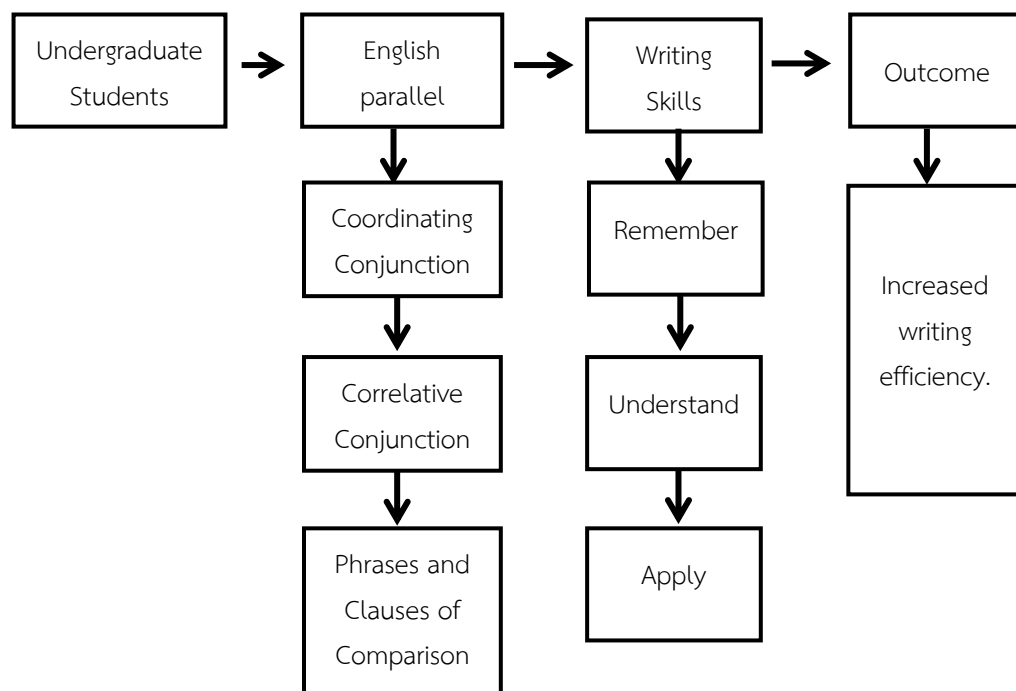 Undergraduate
Students
English
parallel
Writing
Skills
Outcome
Coordinating
Conjunction
Remember
Increased
writing
efficiency.
Correlative
Conjunction
Understand
Phrases and
Clauses of
Comparison
Apply